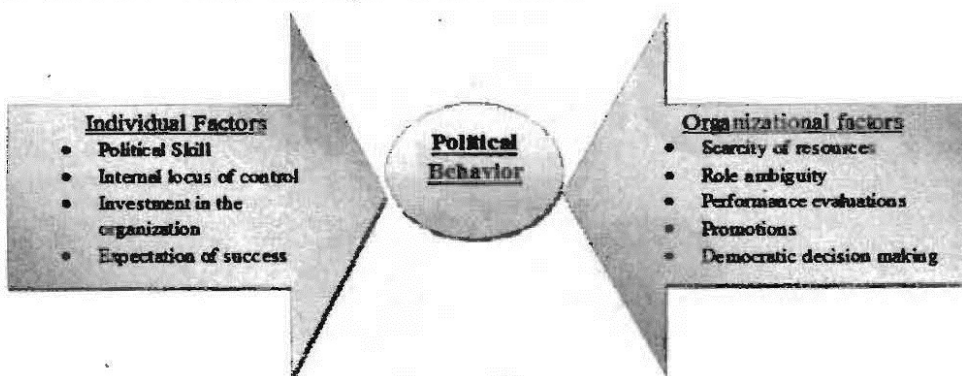 Individual Factors
• Political Skill
• Internal locus of control
• Investment in the
organization
• Expectation of success
Political
Behavior
Organizational factors
• Scarcity of resources
• Role ambiguity
• Performance evaluations
• Promotions
• Democratic decision making